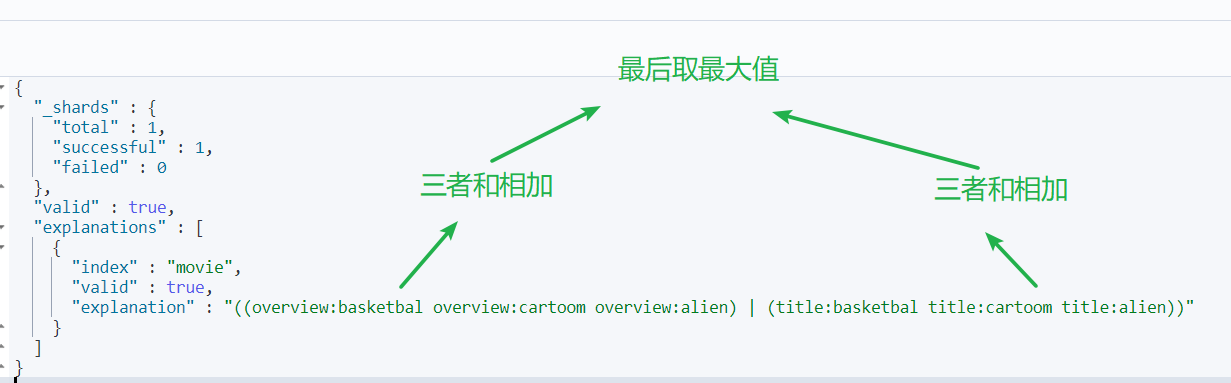 最后取最大值
{
"_shards" : {
"total" : 1,
"successful" : 1,
"failed" : 0
},
三者和相加
三者和相加
"valid" : true,
"explanations" : [
{
"index" : "movie",
"valid" : true,
"explanation" : "((overview:basketbal overview:cartoom overview:alien) | (title:basketbal title:cartoom title:alien))"
}
]
}